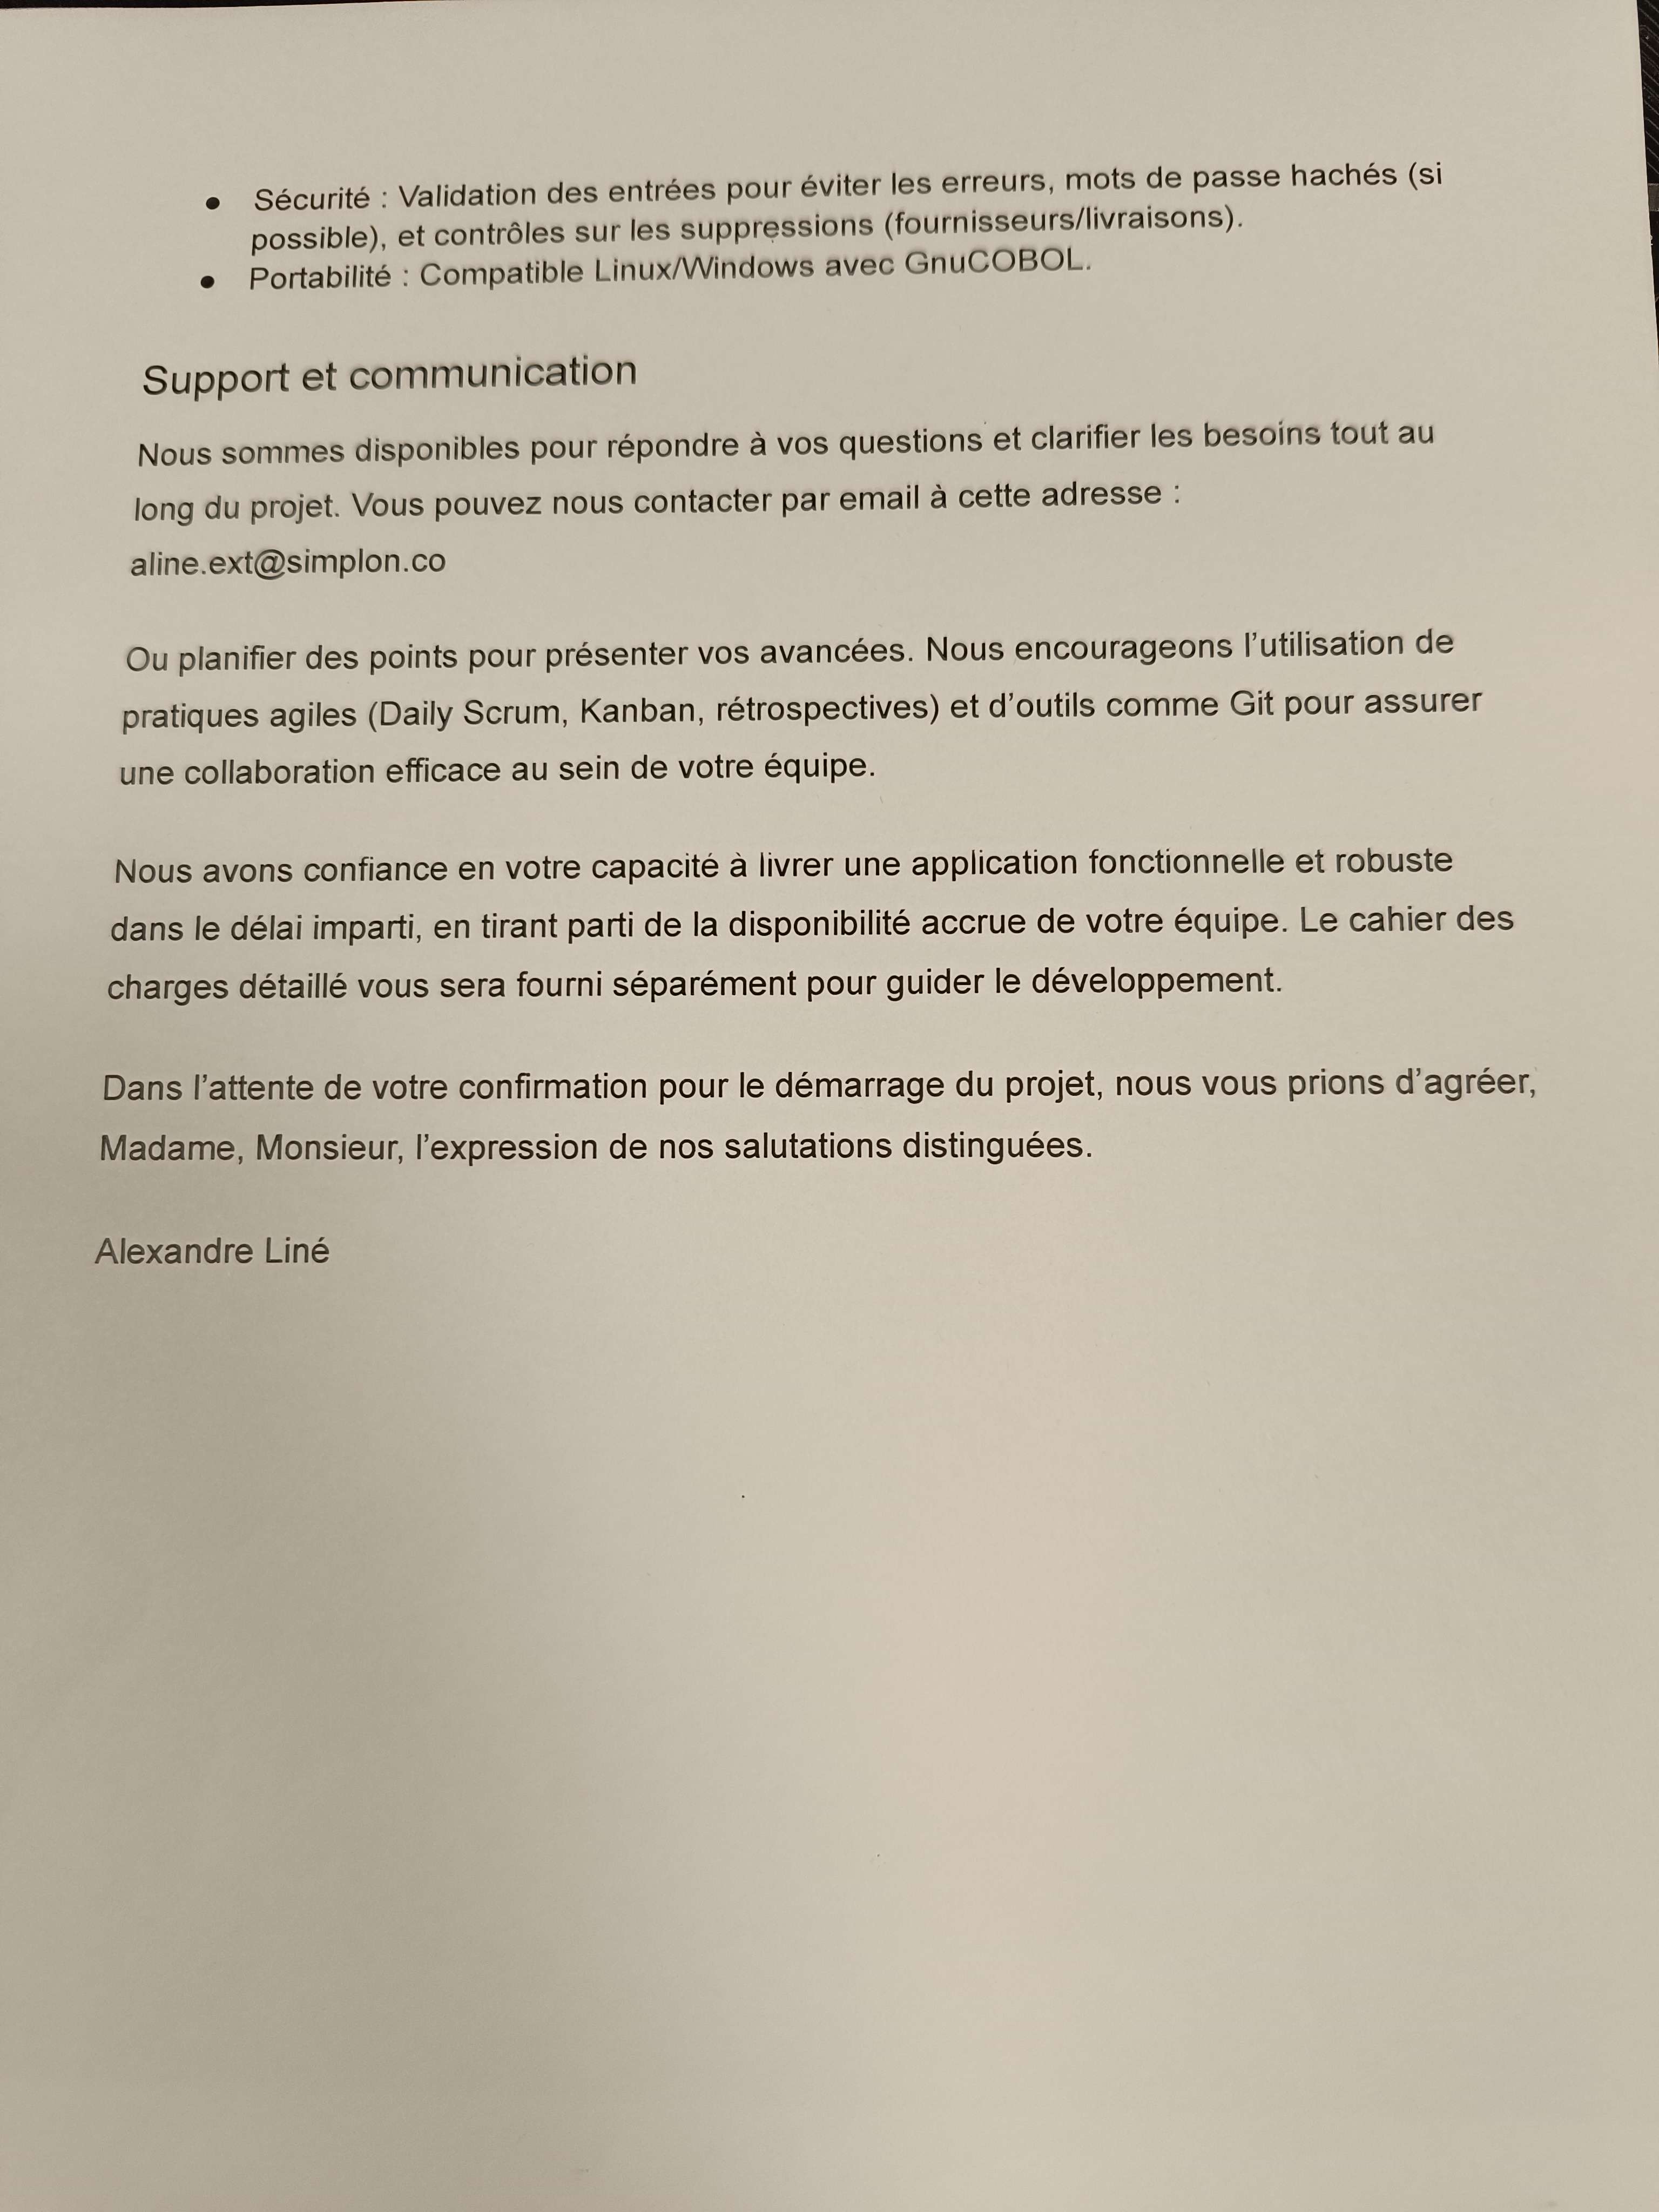 • Sécurité : Validation des entrées pour éviter les erreurs, mots de passe hachés (si
possible), et contrôles sur les suppressions (fournisseurs/livraisons).
• Portabilité : Compatible Linux/Windows avec GnuCOBOL.
Support et communication
Nous sommes disponibles pour répondre à vos questions et clarifier les besoins tout au
long du projet. Vous pouvez nous contacter par email à cette adresse :
aline.ext@simplon.co
Ou planifier des points pour présenter vos avancées. Nous encourageons l’utilisation de
pratiques agiles (Daily Scrum, Kanban, rétrospectives) et d’outils comme Git pour assurer
une collaboration efficace au sein de votre équipe.
Nous avons confiance en votre capacité à livrer une application fonctionnelle et robuste
dans le délai imparti, en tirant parti de la disponibilité accrue de votre équipe. Le cahier des
charges détaillé vous sera fourni séparément pour guider le développement.
Dans l’attente de votre confirmation pour le démarrage du projet, nous vous prions d’agréer,
Madame, Monsieur, l’expression de nos salutations distinguées.
Alexandre Liné